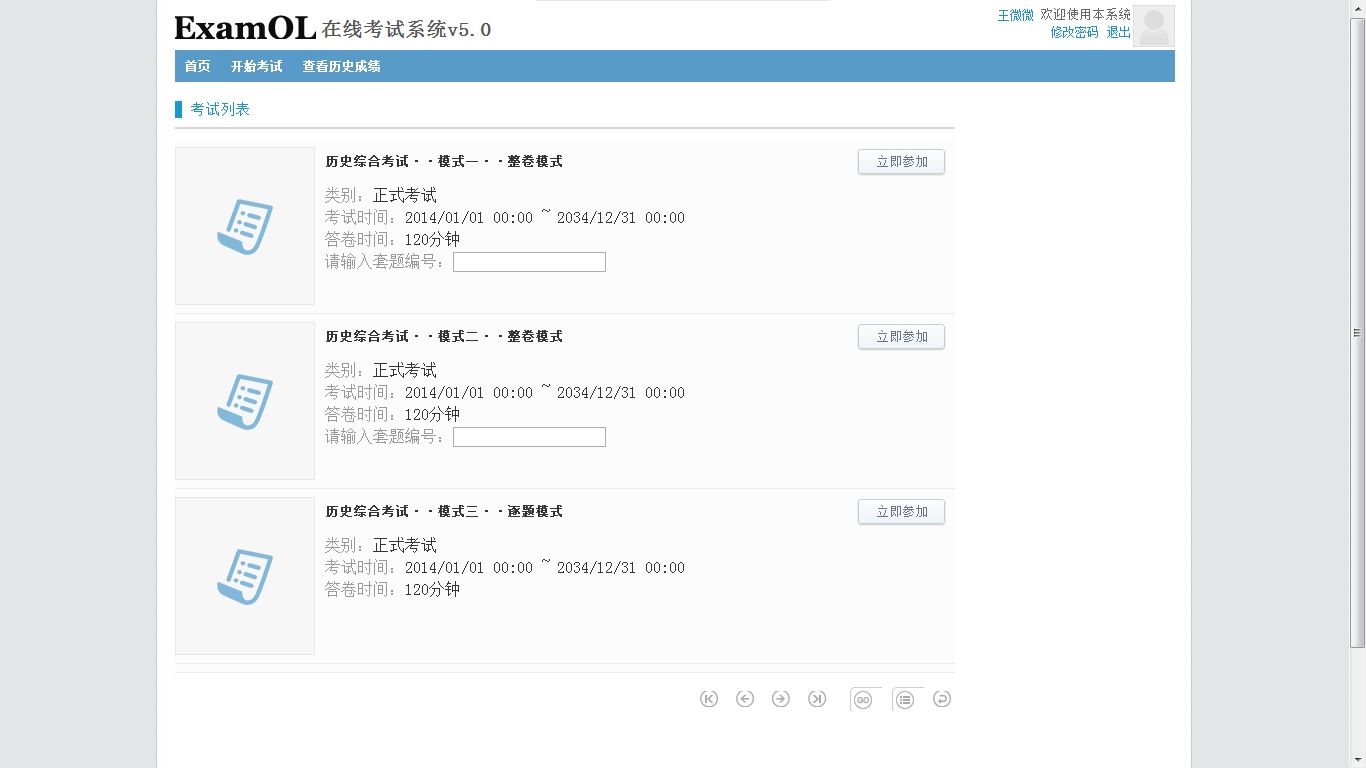 ExamOL 在线考试系统v5.0
王微微 欢迎使用本系统
修改密码 退出
首页 开始考试 查看历史成绩
考试列表
历史综合考试--模式一--整卷模式 立即参加
类别：正式考试
考试时间：2014/01/01 00:00 ~ 2034/12/31 00:00
答卷时间：120分钟
请输入套题编号：
历史综合考试--模式二--整卷模式 立即参加
类别：正式考试
考试时间：2014/01/01 00:00 ~ 2034/12/31 00:00
答卷时间：120分钟
请输入套题编号：
历史综合考试--模式三--逐题模式 立即参加
类别：正式考试
考试时间：2014/01/01 00:00 ~ 2034/12/31 00:00
答卷时间：120分钟
GO